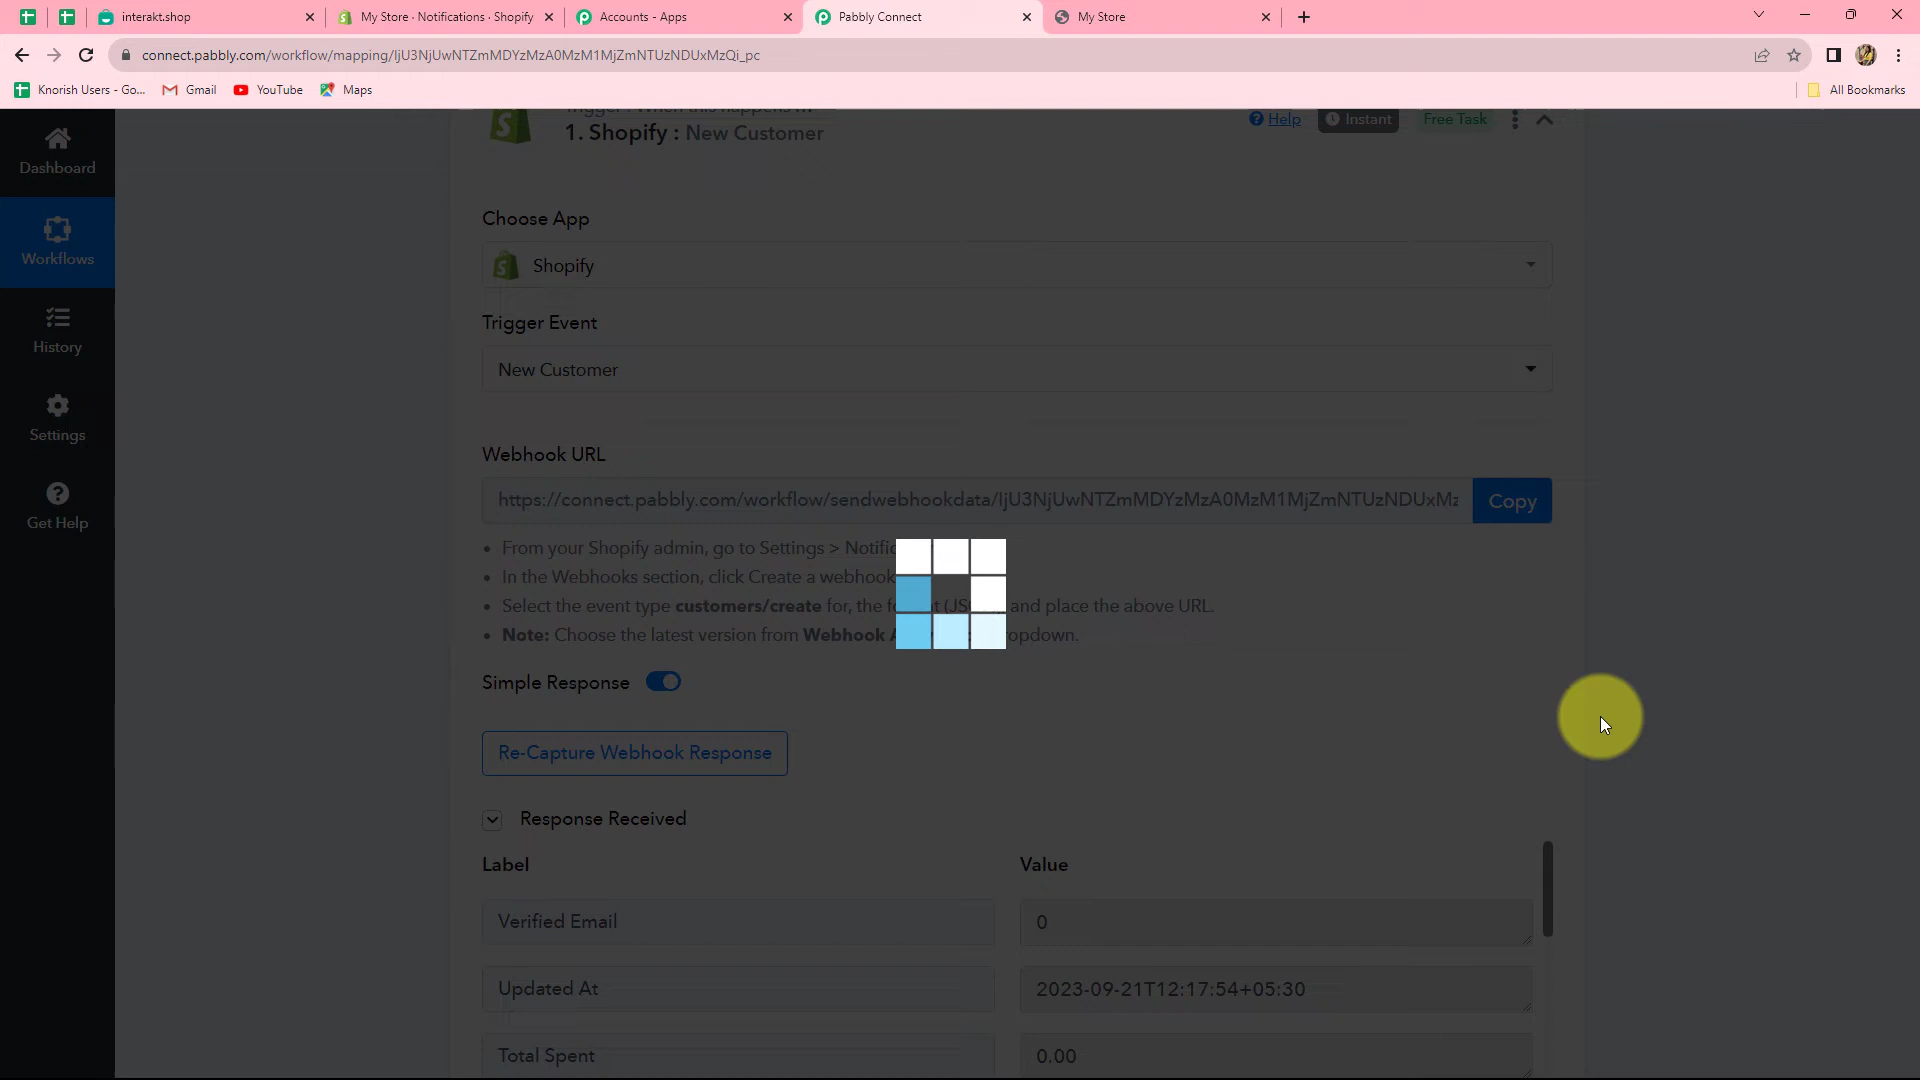 interakt.shop
My Store · Notifications · Shopify
Accounts - Apps
Pabbly Connect
My Store
connect.pabbly.com/workflow/mapping/IjU3NjUwNTZmMDYzMzA0MzM1MjZmNTUzNDUxMzQi_pc
Knorish Users - Go...
Gmail
YouTube
Maps
All Bookmarks
Dashboard
Workflows
History
Settings
Get Help
Trigger : When this happens ...
1. Shopify : New Customer
Help
Instant
Free Task
Choose App
Shopify
Trigger Event
New Customer
Webhook URL
https://connect.pabbly.com/workflow/sendwebhookdata/IjU3NjUwNTZmMDYzMzA0MzM1MjZmNTUzNDUxMz
Copy
From your Shopify admin, go to Settings > Notific
In the Webhooks section, click Create a webhook
Select the event type customers/create for, the and place the above URL.
Note: Choose the latest version from Webhook
Simple Response
Re-Capture Webhook Response
Response Received
Label
Value
Verified Email
0
Updated At
2023-09-21T12:17:54+05:30
Total Spent
0.00